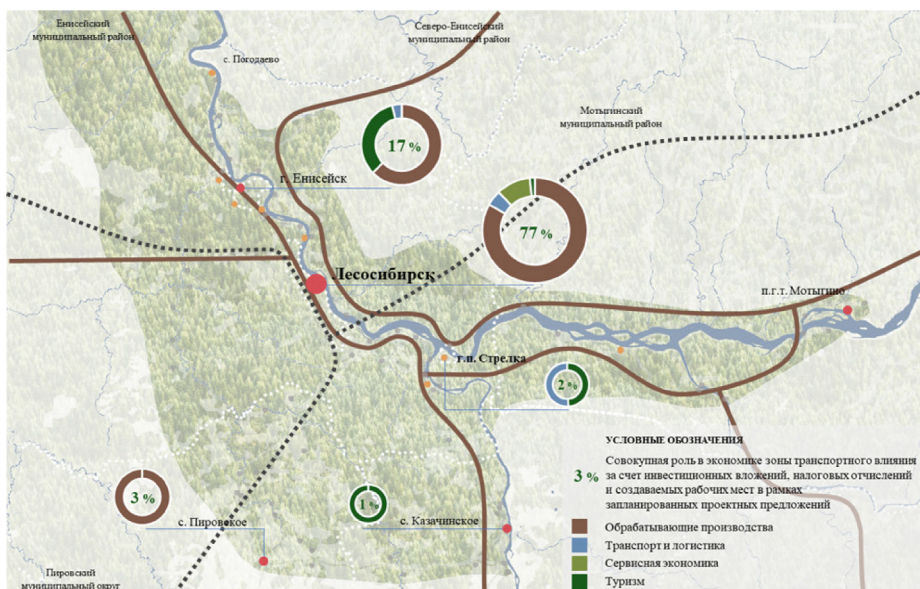 Енисейский
муниципальный район
Северо-Енисейский
муниципальный район
с. Погодаево
Мотыгинский
муниципальный район
17 %
г. Енисейск
77 %
Лесосибирск
п.г.т. Мотыгино
г.п. Стрелка
2 %
УСЛОВНЫЕ ОБОЗНАЧЕНИЯ
3 %
Совокупная роль в экономике зоны транспортного влияния
за счет инвестиционных вложений, налоговых отчислений
и создаваемых рабочих мест в рамках
запланированных проектных предложений
3 %
1 %
с. Пировское
с. Казачинское
Обрабатывающие производства
Транспорт и логистика
Сервисная экономика
Туризм
Пировский
муниципальный округ